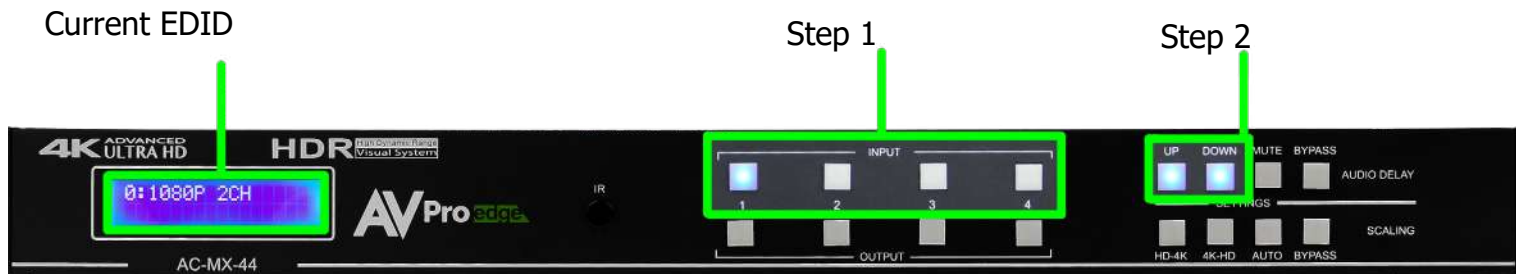 Current EDID
Step 1
Step 2
4K ADVANCED ULTRA HD
HDR High Dynamic Range Visual System
0:1080P 2CH
AVPro edge
IR
INPUT
1 2 3 4
OUTPUT
UP DOWN MUTE BYPASS
AUDIO DELAY
SETTINGS
SCALING
HD-4K 4K-HD AUTO BYPASS
AC-MX-44